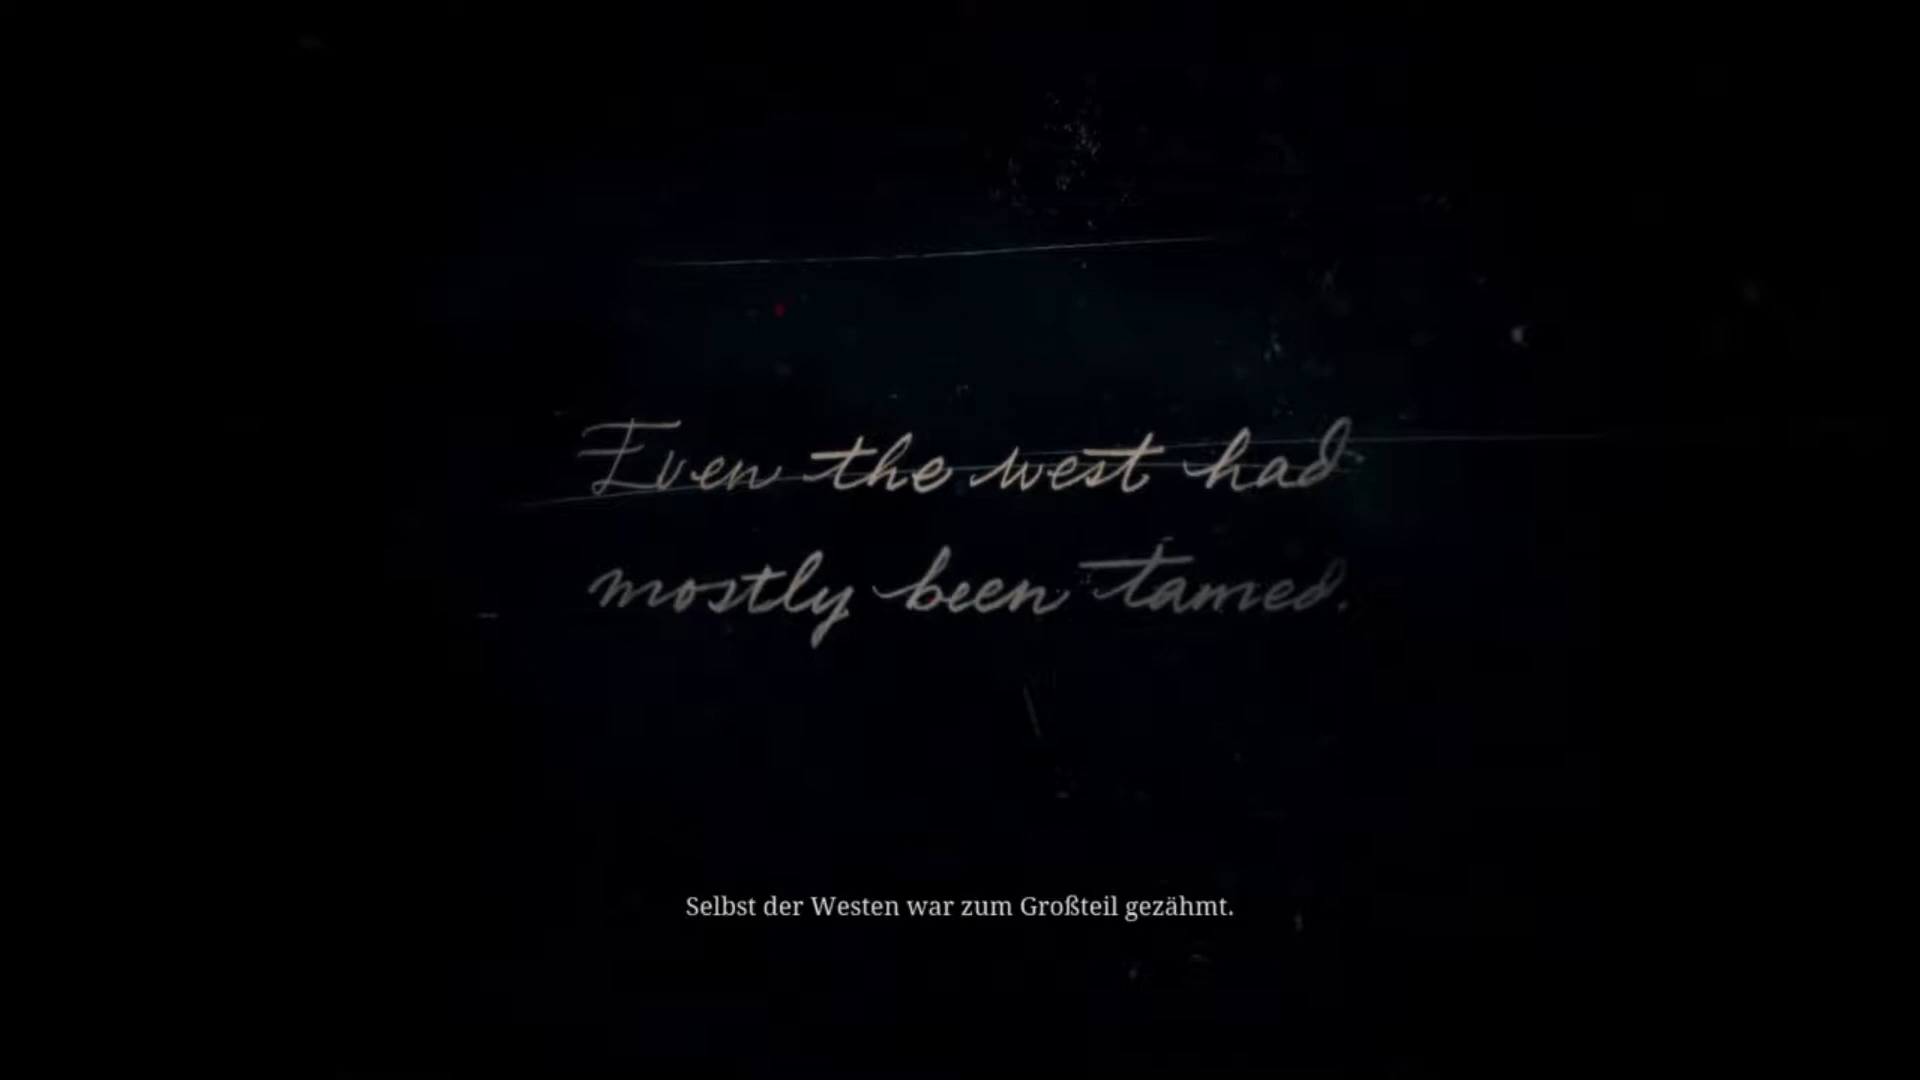 Even the west had
mostly been tamed.
Selbst der Westen war zum Großteil gezähmt.